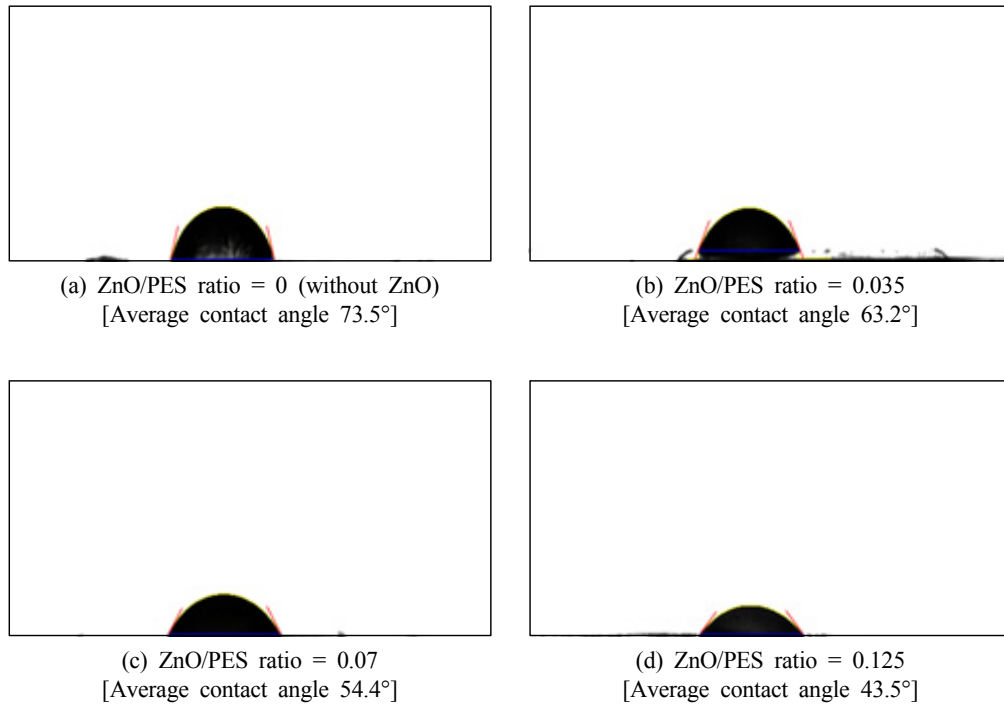 (a) ZnO/PES ratio = 0 (without ZnO)
[Average contact angle 73.5°]
(b) ZnO/PES ratio = 0.035
[Average contact angle 63.2°]
(c) ZnO/PES ratio = 0.07
[Average contact angle 54.4°]
(d) ZnO/PES ratio = 0.125
[Average contact angle 43.5°]